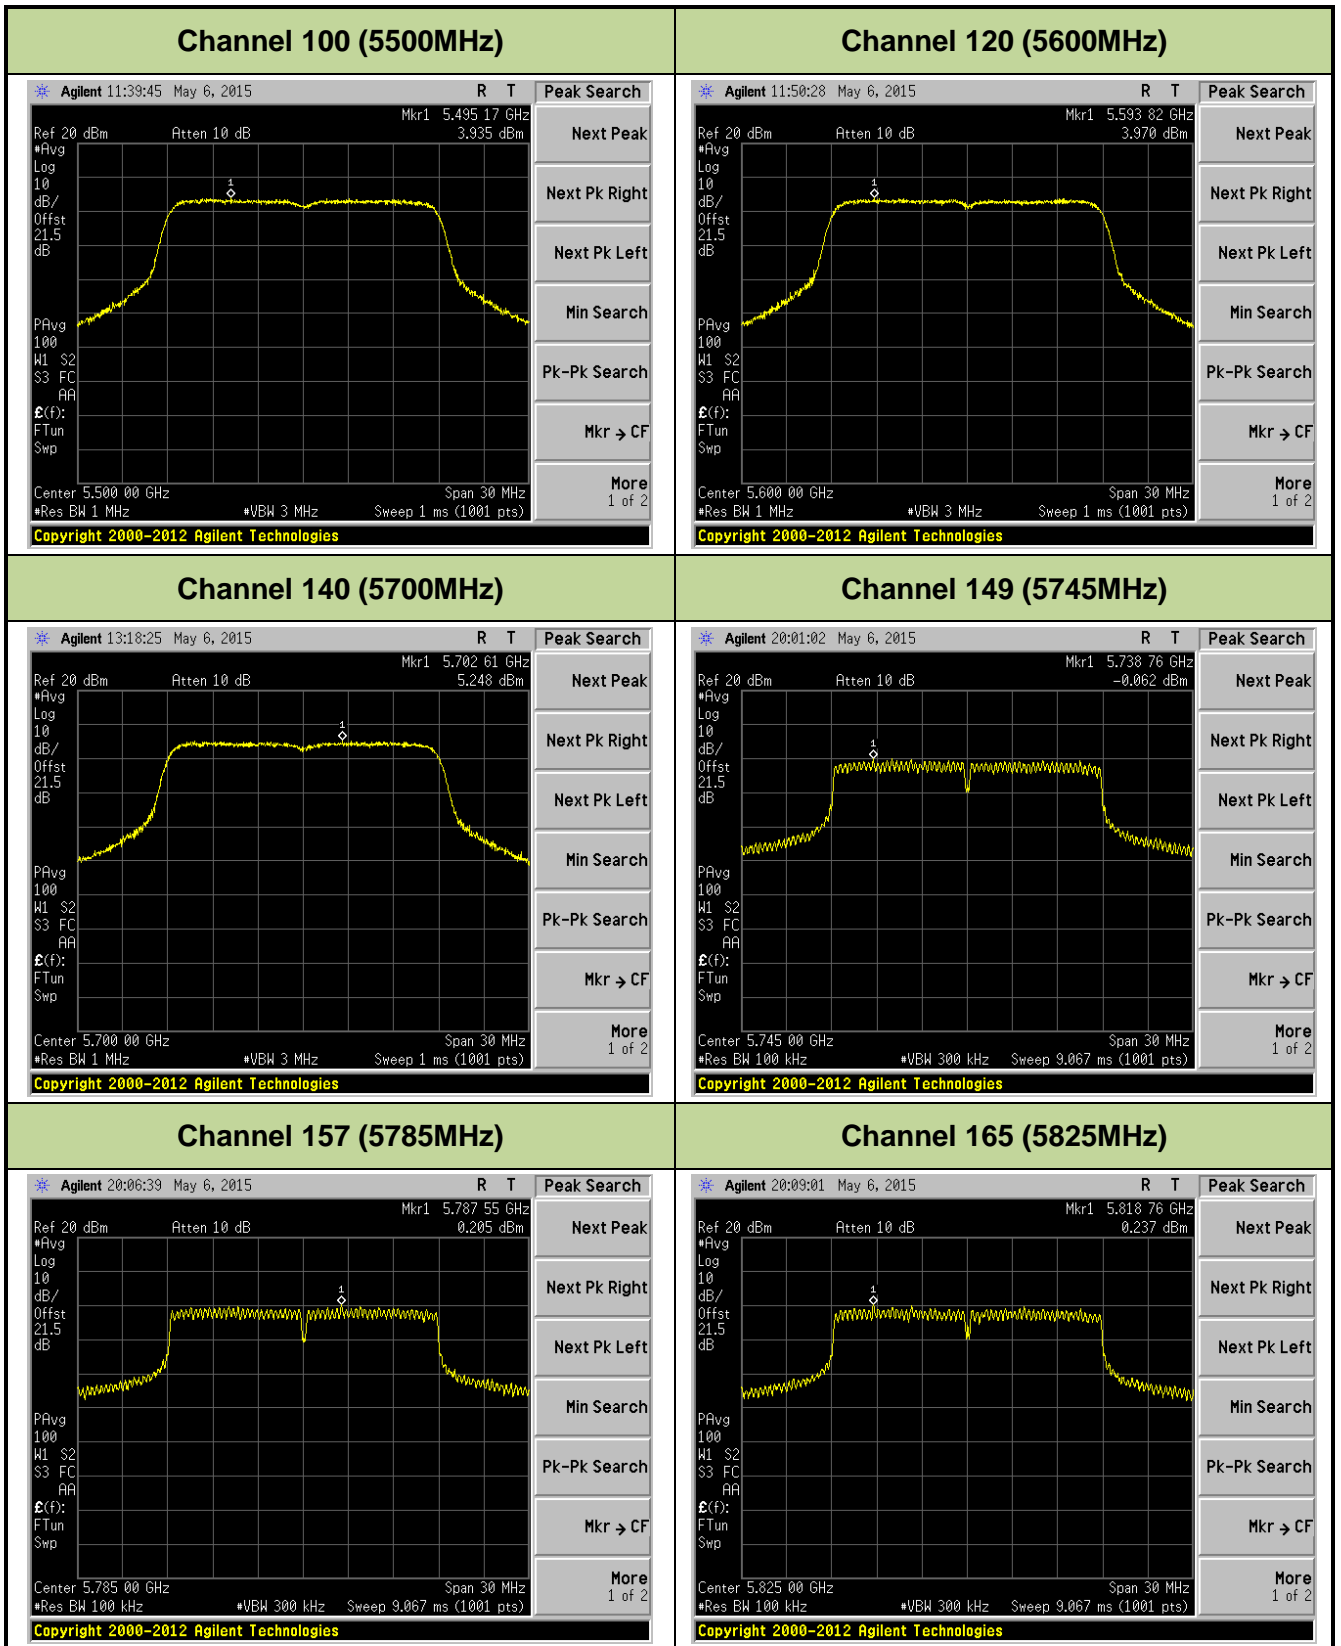 Channel 100 (5500MHz)
Agilent 11:39:45 May 6, 2015 R T Peak Search
Mkr1 5.495 17 GHz
Ref 20 dBm Atten 10 dB 3.935 dBm
#Avg
Log
10
dB/
Offst
21.5
dB
1
PAvg
100
W1 S2
S3 FC
AA
£(f):
FTun
Swp
Center 5.500 00 GHz Span 30 MHz
#Res BW 1 MHz #VBW 3 MHz Sweep 1 ms (1001 pts)
Copyright 2000-2012 Agilent Technologies
Next Peak
Next Pk Right
Next Pk Left
Min Search
Pk-Pk Search
Mkr → CF
More
1 of 2
Channel 120 (5600MHz)
Agilent 11:50:28 May 6, 2015 R T Peak Search
Mkr1 5.593 82 GHz
Ref 20 dBm Atten 10 dB 3.970 dBm
#Avg
Log
10
dB/
Offst
21.5
dB
1
PAvg
100
W1 S2
S3 FC
AA
£(f):
FTun
Swp
Center 5.600 00 GHz Span 30 MHz
#Res BW 1 MHz #VBW 3 MHz Sweep 1 ms (1001 pts)
Copyright 2000-2012 Agilent Technologies
Next Peak
Next Pk Right
Next Pk Left
Min Search
Pk-Pk Search
Mkr → CF
More
1 of 2
Channel 140 (5700MHz)
Agilent 13:18:25 May 6, 2015 R T Peak Search
Mkr1 5.702 61 GHz
Ref 20 dBm Atten 10 dB 5.248 dBm
#Avg
Log
10
dB/
Offst
21.5
dB
1
PAvg
100
W1 S2
S3 FC
AA
£(f):
FTun
Swp
Center 5.700 00 GHz Span 30 MHz
#Res BW 1 MHz #VBW 3 MHz Sweep 1 ms (1001 pts)
Copyright 2000-2012 Agilent Technologies
Next Peak
Next Pk Right
Next Pk Left
Min Search
Pk-Pk Search
Mkr → CF
More
1 of 2
Channel 149 (5745MHz)
Agilent 20:01:02 May 6, 2015 R T Peak Search
Mkr1 5.738 76 GHz
Ref 20 dBm Atten 10 dB -0.062 dBm
#Avg
Log
10
dB/
Offst
21.5
dB
1
PAvg
100
W1 S2
S3 FC
AA
£(f):
FTun
Swp
Center 5.745 00 GHz Span 30 MHz
#Res BW 100 kHz #VBW 300 kHz Sweep 9.067 ms (1001 pts)
Copyright 2000-2012 Agilent Technologies
Next Peak
Next Pk Right
Next Pk Left
Min Search
Pk-Pk Search
Mkr → CF
More
1 of 2
Channel 157 (5785MHz)
Agilent 20:06:39 May 6, 2015 R T Peak Search
Mkr1 5.787 55 GHz
Ref 20 dBm Atten 10 dB 0.205 dBm
#Avg
Log
10
dB/
Offst
21.5
dB
1
PAvg
100
W1 S2
S3 FC
AA
£(f):
FTun
Swp
Center 5.785 00 GHz Span 30 MHz
#Res BW 100 kHz #VBW 300 kHz Sweep 9.067 ms (1001 pts)
Copyright 2000-2012 Agilent Technologies
Next Peak
Next Pk Right
Next Pk Left
Min Search
Pk-Pk Search
Mkr → CF
More
1 of 2
Channel 165 (5825MHz)
Agilent 20:09:01 May 6, 2015 R T Peak Search
Mkr1 5.818 76 GHz
Ref 20 dBm Atten 10 dB 0.237 dBm
#Avg
Log
10
dB/
Offst
21.5
dB
1
PAvg
100
W1 S2
S3 FC
AA
£(f):
FTun
Swp
Center 5.825 00 GHz Span 30 MHz
#Res BW 100 kHz #VBW 300 kHz Sweep 9.067 ms (1001 pts)
Copyright 2000-2012 Agilent Technologies
Next Peak
Next Pk Right
Next Pk Left
Min Search
Pk-Pk Search
Mkr → CF
More
1 of 2